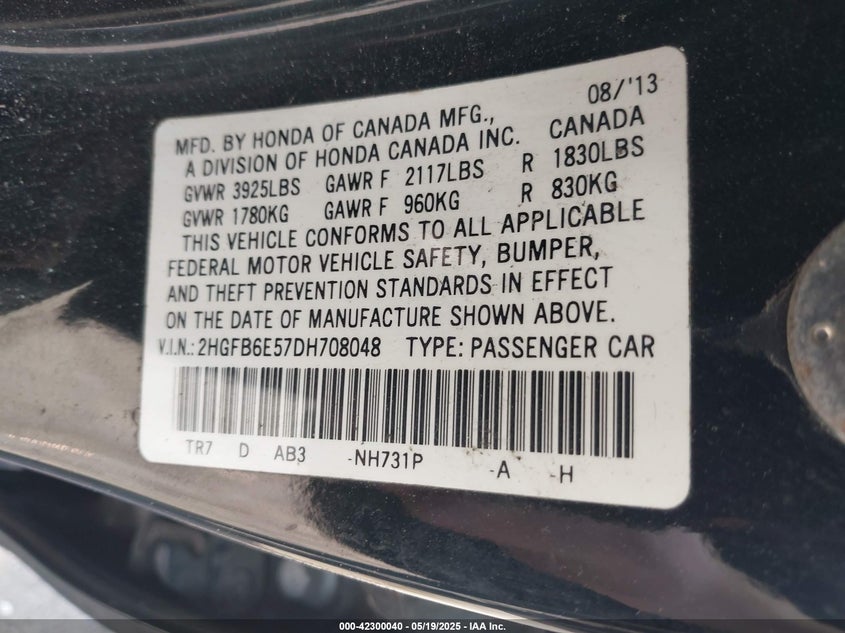 08/'13
MFD. BY HONDA OF CANADA MFG.,
A DIVISION OF HONDA CANADA INC. CANADA
GVWR 3925LBS GAWR F 2117LBS R 1830LBS
GVWR 1780KG GAWR F 960KG R 830KG
THIS VEHICLE CONFORMS TO ALL APPLICABLE
FEDERAL MOTOR VEHICLE SAFETY, BUMPER,
AND THEFT PREVENTION STANDARDS IN EFFECT
ON THE DATE OF MANUFACTURE SHOWN ABOVE.
V.I.N.: 2HGFB6E57DH708048 TYPE: PASSENGER CAR
TR7 D AB3 -NH731P -A -H
000-42300040 - 05/19/2025 - IAA Inc.